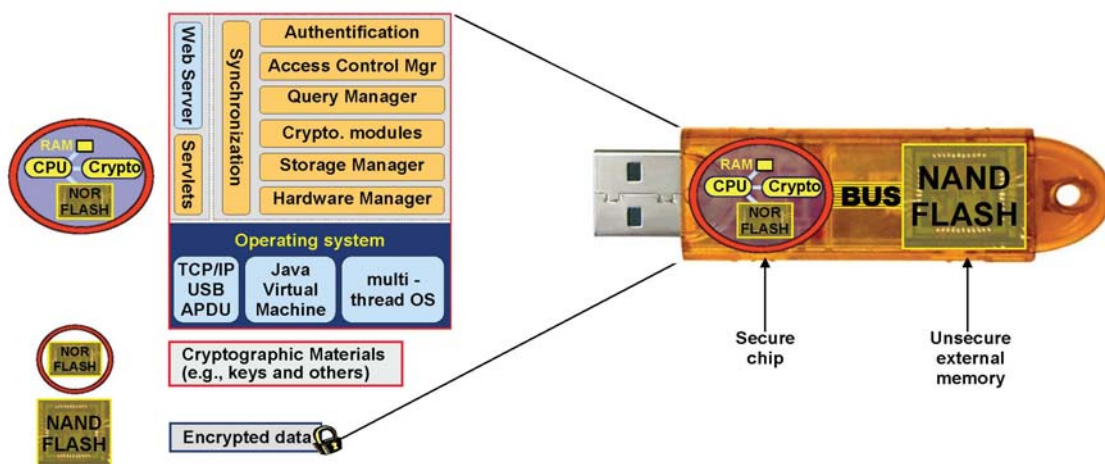 Web Server
Servlets
Synchronization
Authentification
Access Control Mgr
Query Manager
Crypto. modules
Storage Manager
Hardware Manager
RAM
CPU
Crypto
NOR
FLASH
Operating system
TCP/IP
USB
APDU
Java
Virtual
Machine
multi -
thread OS
NOR
FLASH
Cryptographic Materials
(e.g., keys and others)
NAND
FLASH
Encrypted data
RAM
CPU
Crypto
NOR
FLASH
BUS
NAND
FLASH
Secure
chip
Unsecure
external
memory